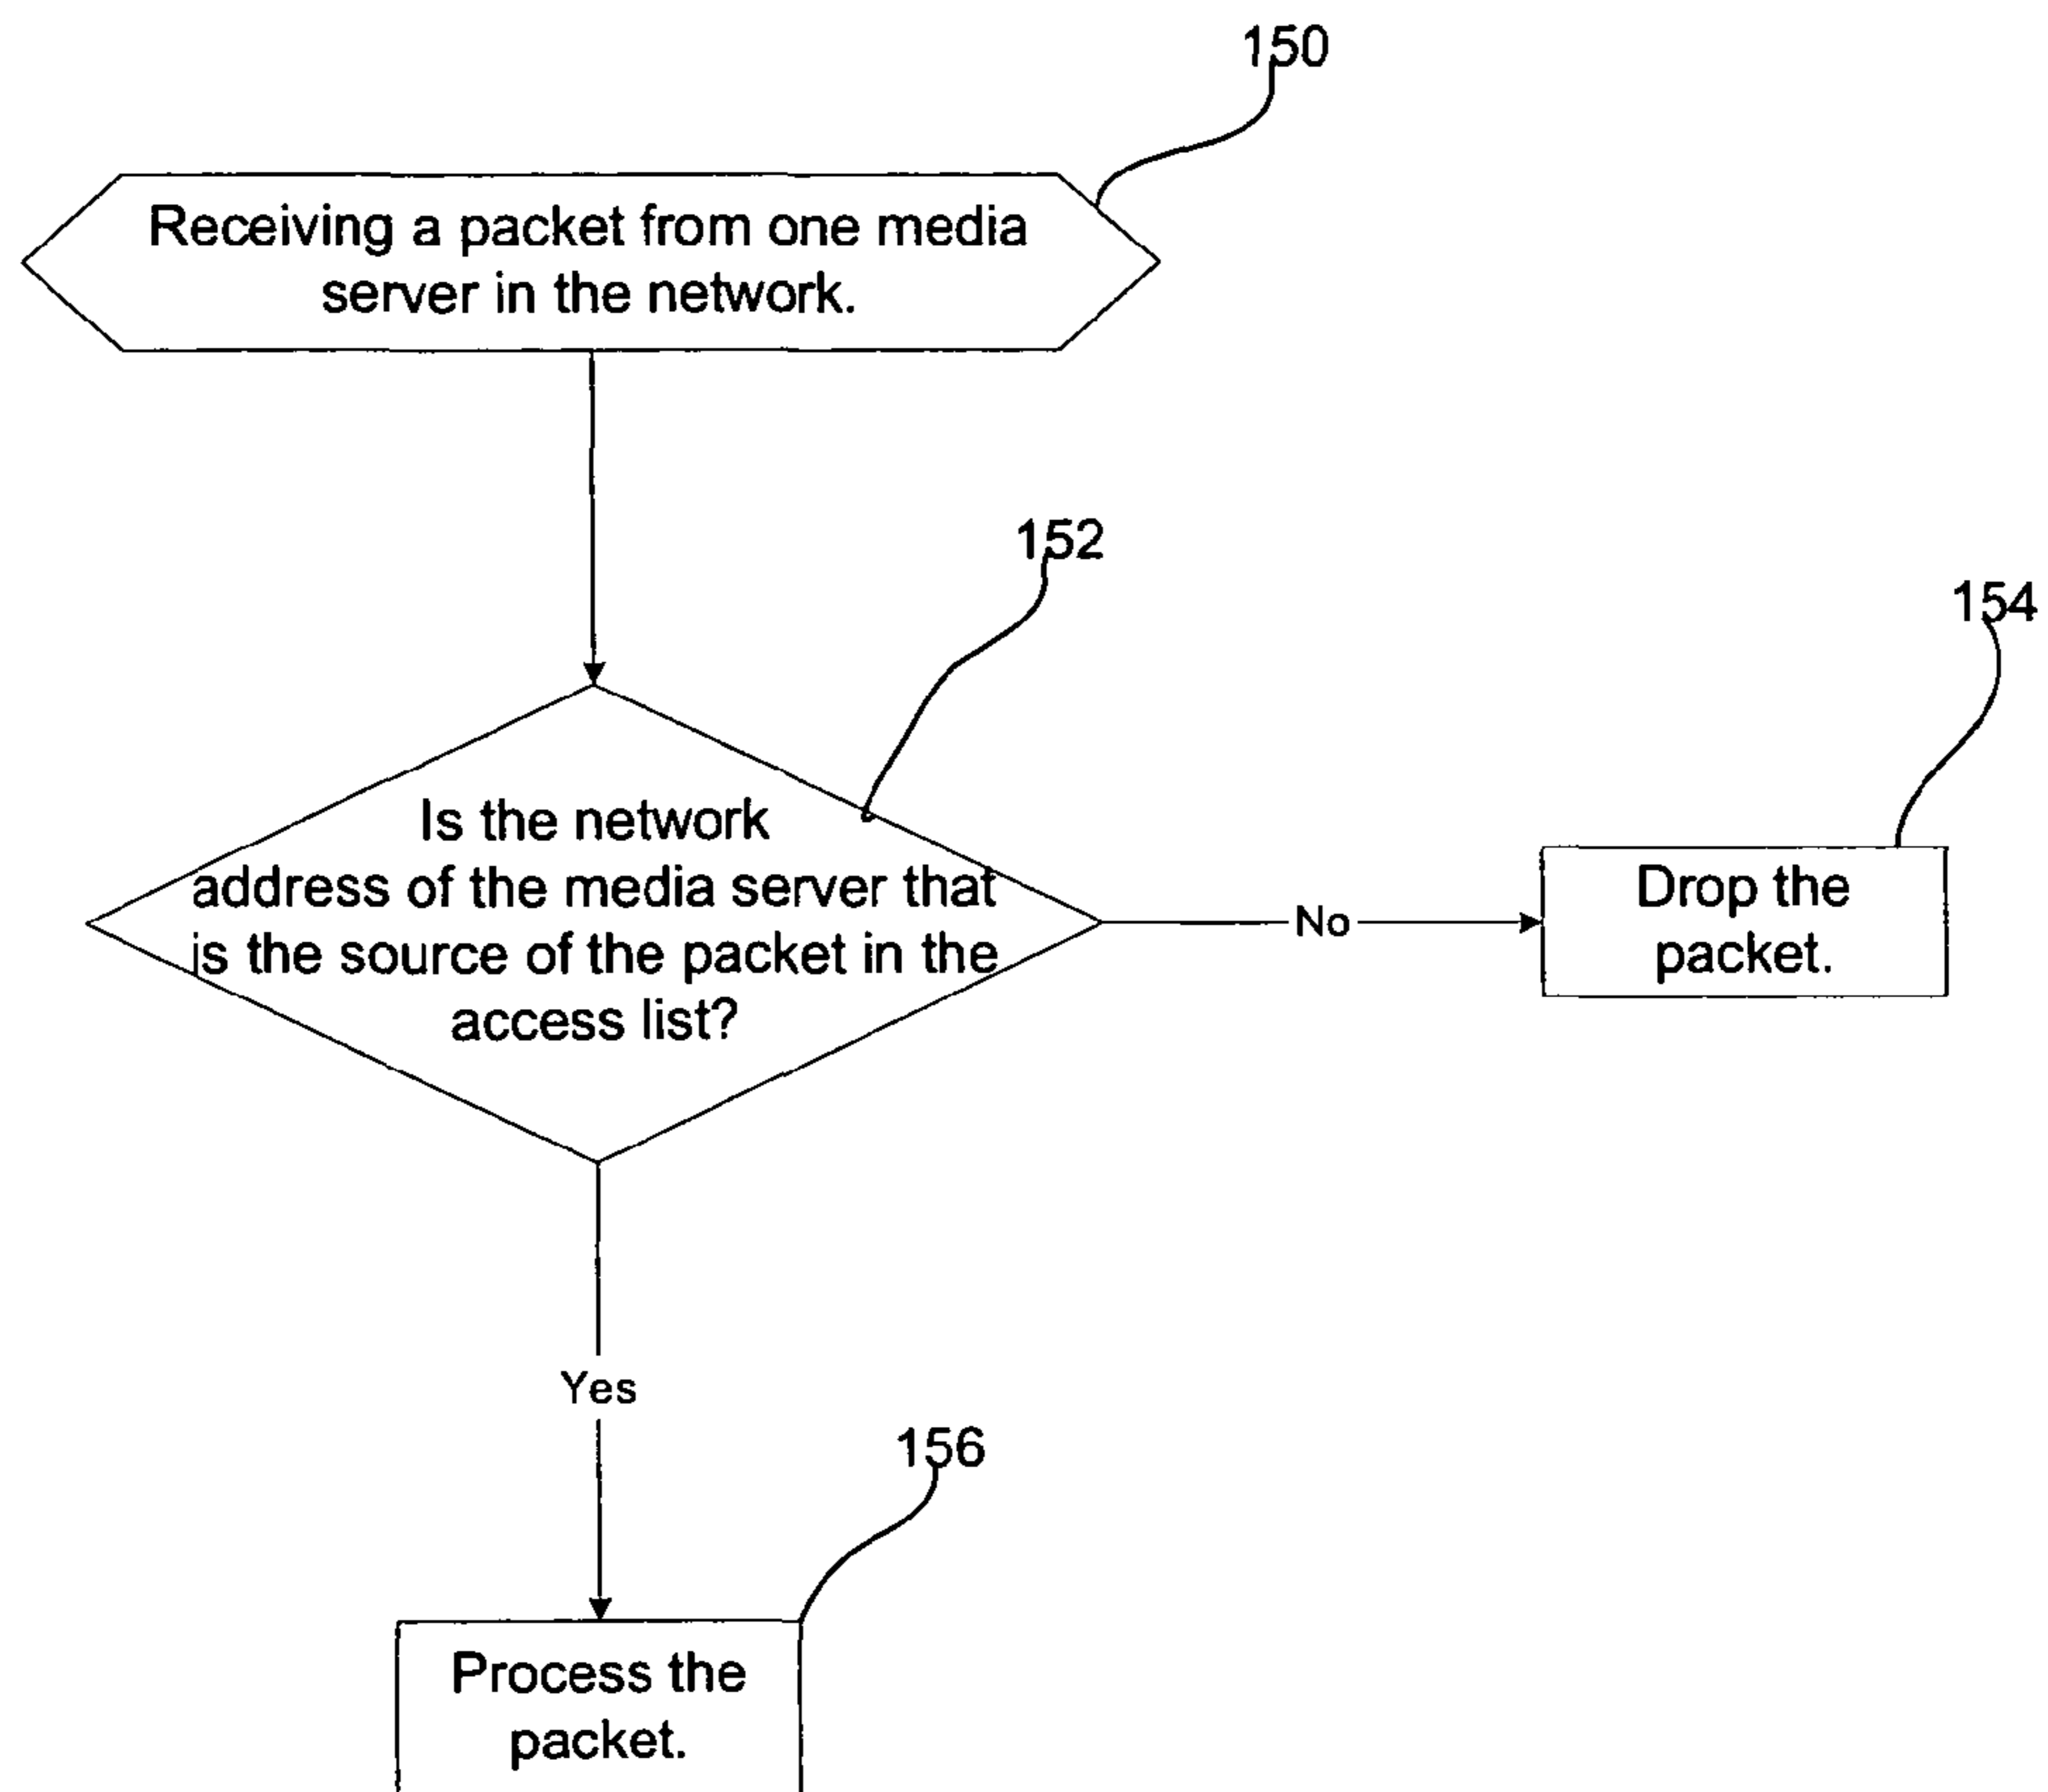 150
Receiving a packet from one media
server in the network.
152
154
Is the network
address of the media server that
is the source of the packet in the
access list?
No
Drop the
packet.
Yes
156
Process the
packet.